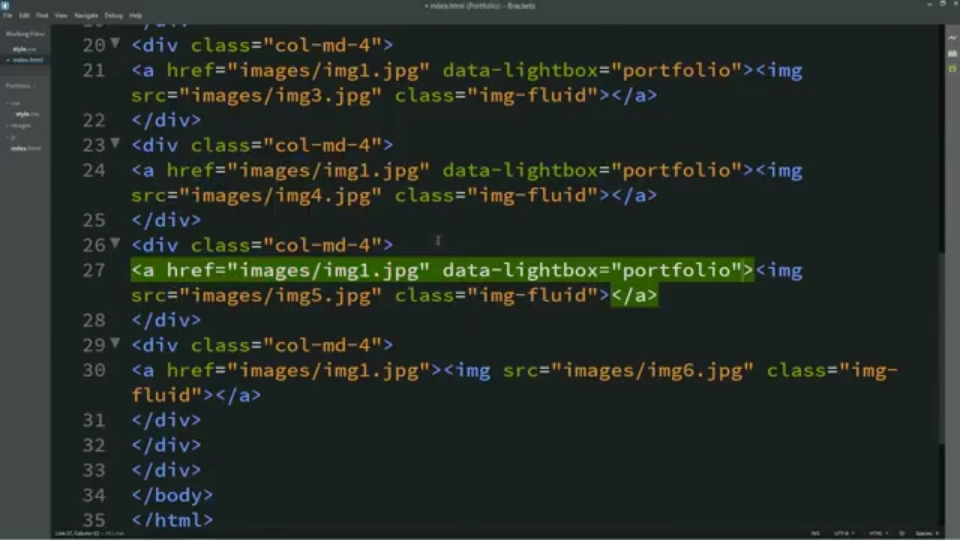 • index.html (Portfolio) - Brackets
File Edit Find View Navigate Debug Help
Working Files
style.css
• index.html
Portfolio
style.css
images
js
index.html
20 <div class="col-md-4">
21 <a href="images/img1.jpg" data-lightbox="portfolio"><img
src="images/img3.jpg" class="img-fluid"></a>
22 </div>
23 <div class="col-md-4">
24 <a href="images/img1.jpg" data-lightbox="portfolio"><img
src="images/img4.jpg" class="img-fluid"></a>
25 </div>
26 <div class="col-md-4">
27 <a href="images/img1.jpg" data-lightbox="portfolio"><img
src="images/img5.jpg" class="img-fluid"></a>
28 </div>
29 <div class="col-md-4">
30 <a href="images/img1.jpg"><img src="images/img6.jpg" class="img-
fluid"></a>
31 </div>
32 </div>
33 </div>
34 </body>
35 </html>
INS UTF-8 HTML Spaces: